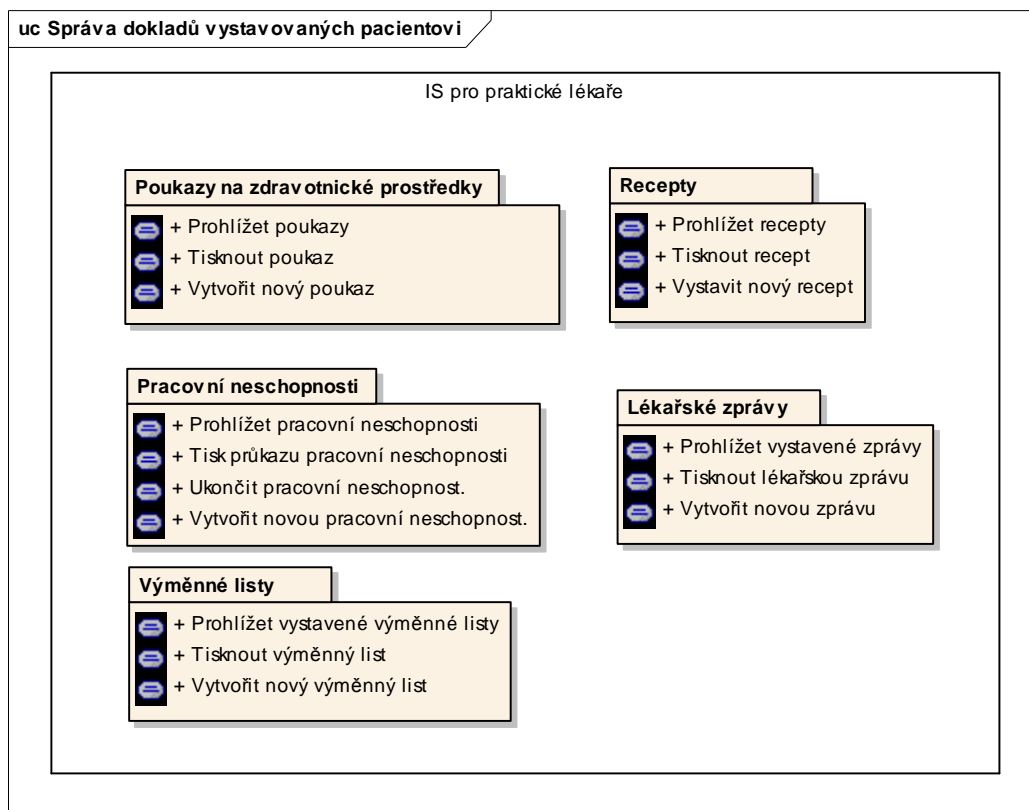 uc Správa dokladů vystavovaných pacientovi
IS pro praktické lékaře
Poukazy na zdravotnické prostředky
+ Prohlížet poukazy
+ Tisknout poukaz
+ Vytvořit nový poukaz
Recepty
+ Prohlížet recepty
+ Tisknout recept
+ Vystavit nový recept
Pracovní neschopnosti
+ Prohlížet pracovní neschopnosti
+ Tisk průkazu pracovní neschopnosti
+ Ukončit pracovní neschopnost.
+ Vytvořit novou pracovní neschopnost.
Lékařské zprávy
+ Prohlížet vystavené zprávy
+ Tisknout lékařskou zprávu
+ Vytvořit novou zprávu
Výměnné listy
+ Prohlížet vystavené výměnné listy
+ Tisknout výměnný list
+ Vytvořit nový výměnný list